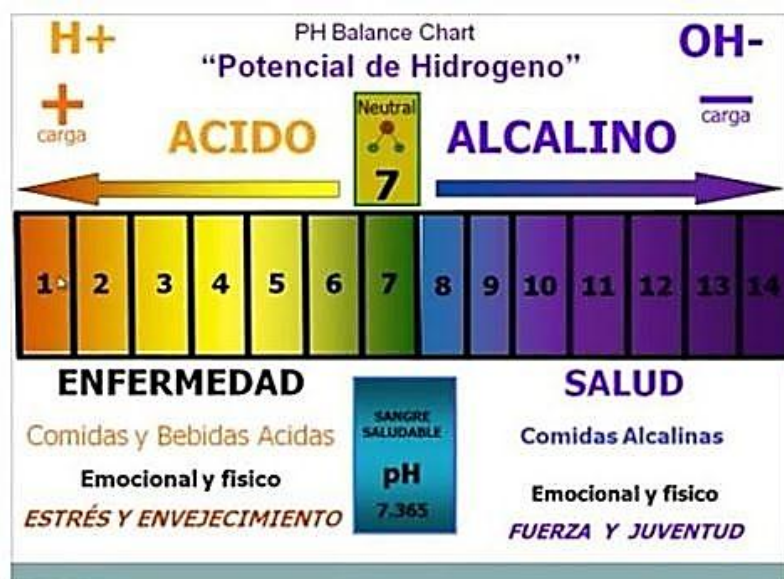 H+
PH Balance Chart
OH-
“Potencial de Hidrogeno”
+
carga
ACIDO
Neutral
7
ALCALINO
—
carga
1 2 3 4 5 6 7 8 9 10 11 12 13 14
ENFERMEDAD
SALUD
Comidas y Bebidas Acidas
Emocional y fisico
ESTRÉS Y ENVEJECIMIENTO
SANGRE
SALUDABLE
pH
7.365
Comidas Alcalinas
Emocional y fisico
FUERZA Y JUVENTUD